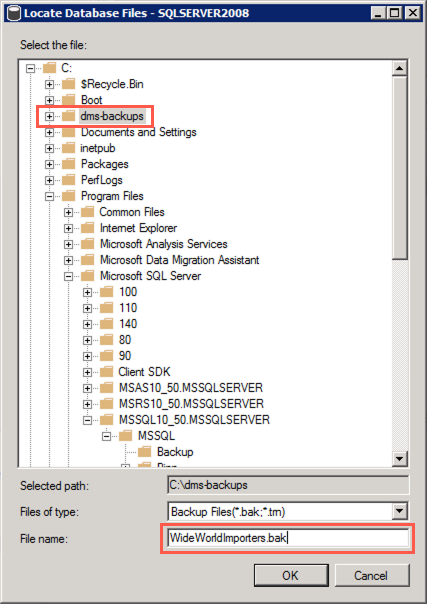 Locate Database Files - SQLSERVER2008
Select the file:
C:
$Recycle.Bin
Boot
dms-backups
Documents and Settings
inetpub
Packages
PerfLogs
Program Files
Common Files
Internet Explorer
Microsoft Analysis Services
Microsoft Data Migration Assistant
Microsoft SQL Server
100
110
140
80
90
Client SDK
MSAS10_50.MSSQLSERVER
MSRS10_50.MSSQLSERVER
MSSQL10_50.MSSQLSERVER
MSSQL
Backup
Selected path:
C:\dms-backups
Files of type:
Backup Files(*.bak;*.trn)
File name:
WideWorldImporters.bak
OK
Cancel